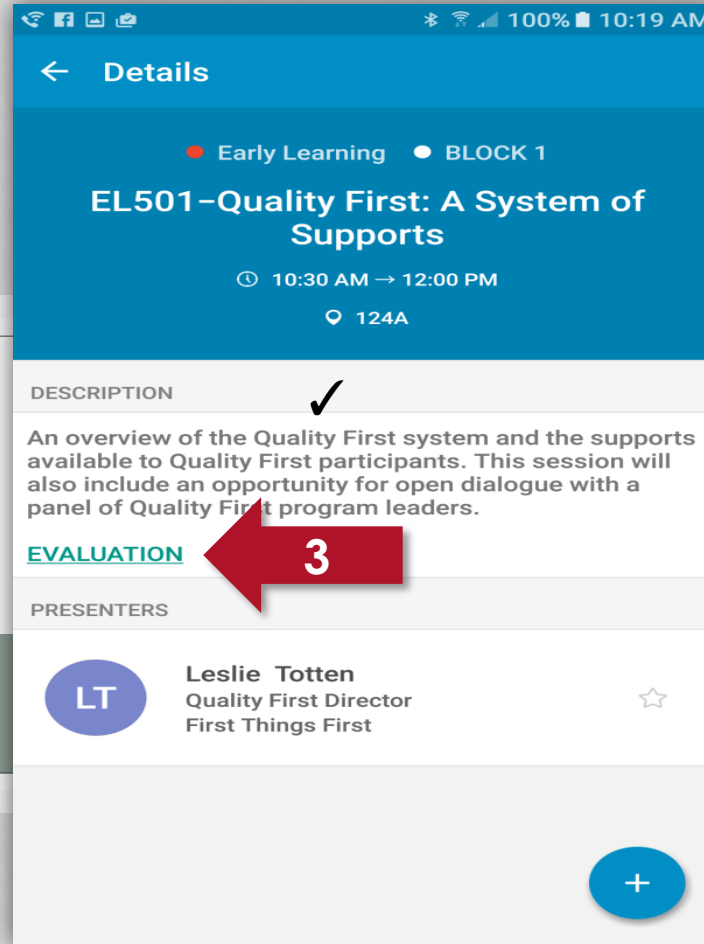 100% 10:19 AM
← Details
Early Learning BLOCK 1
EL501–Quality First: A System of
Supports
10:30 AM → 12:00 PM
124A
DESCRIPTION
✓
An overview of the Quality First system and the supports
available to Quality First participants. This session will
also include an opportunity for open dialogue with a
panel of Quality First program leaders.
EVALUATION
3
PRESENTERS
LT
Leslie Totten
Quality First Director
First Things First
+